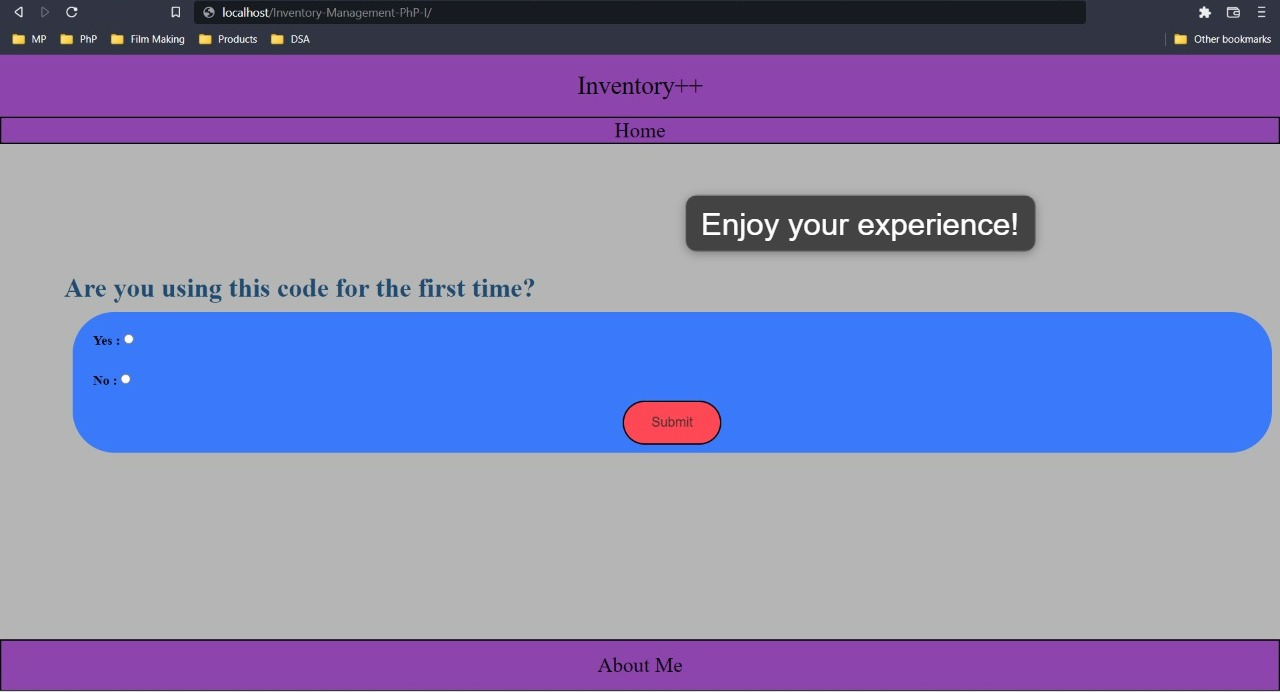 localhost/Inventory-Management-PhP-I/
MP PhP Film Making Products DSA Other bookmarks
Inventory++
Home
Enjoy your experience!
Are you using this code for the first time?
Yes :
No :
Submit
About Me